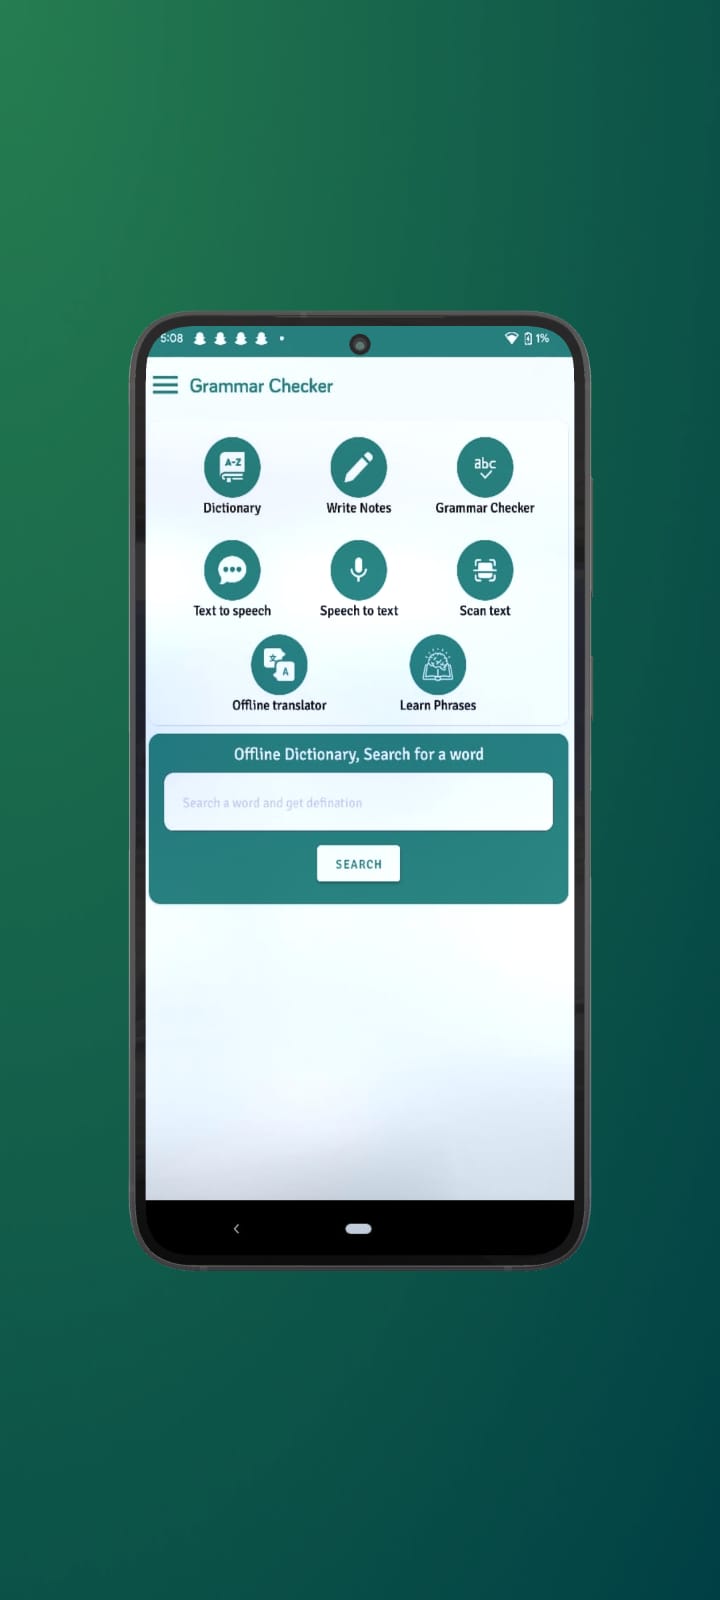 5:08 1%
Grammar Checker
A-Z abc
Dictionary Write Notes Grammar Checker
Text to speech Speech to text Scan text
A
Offline translator Learn Phrases
Offline Dictionary, Search for a word
Search a word and get defination
SEARCH